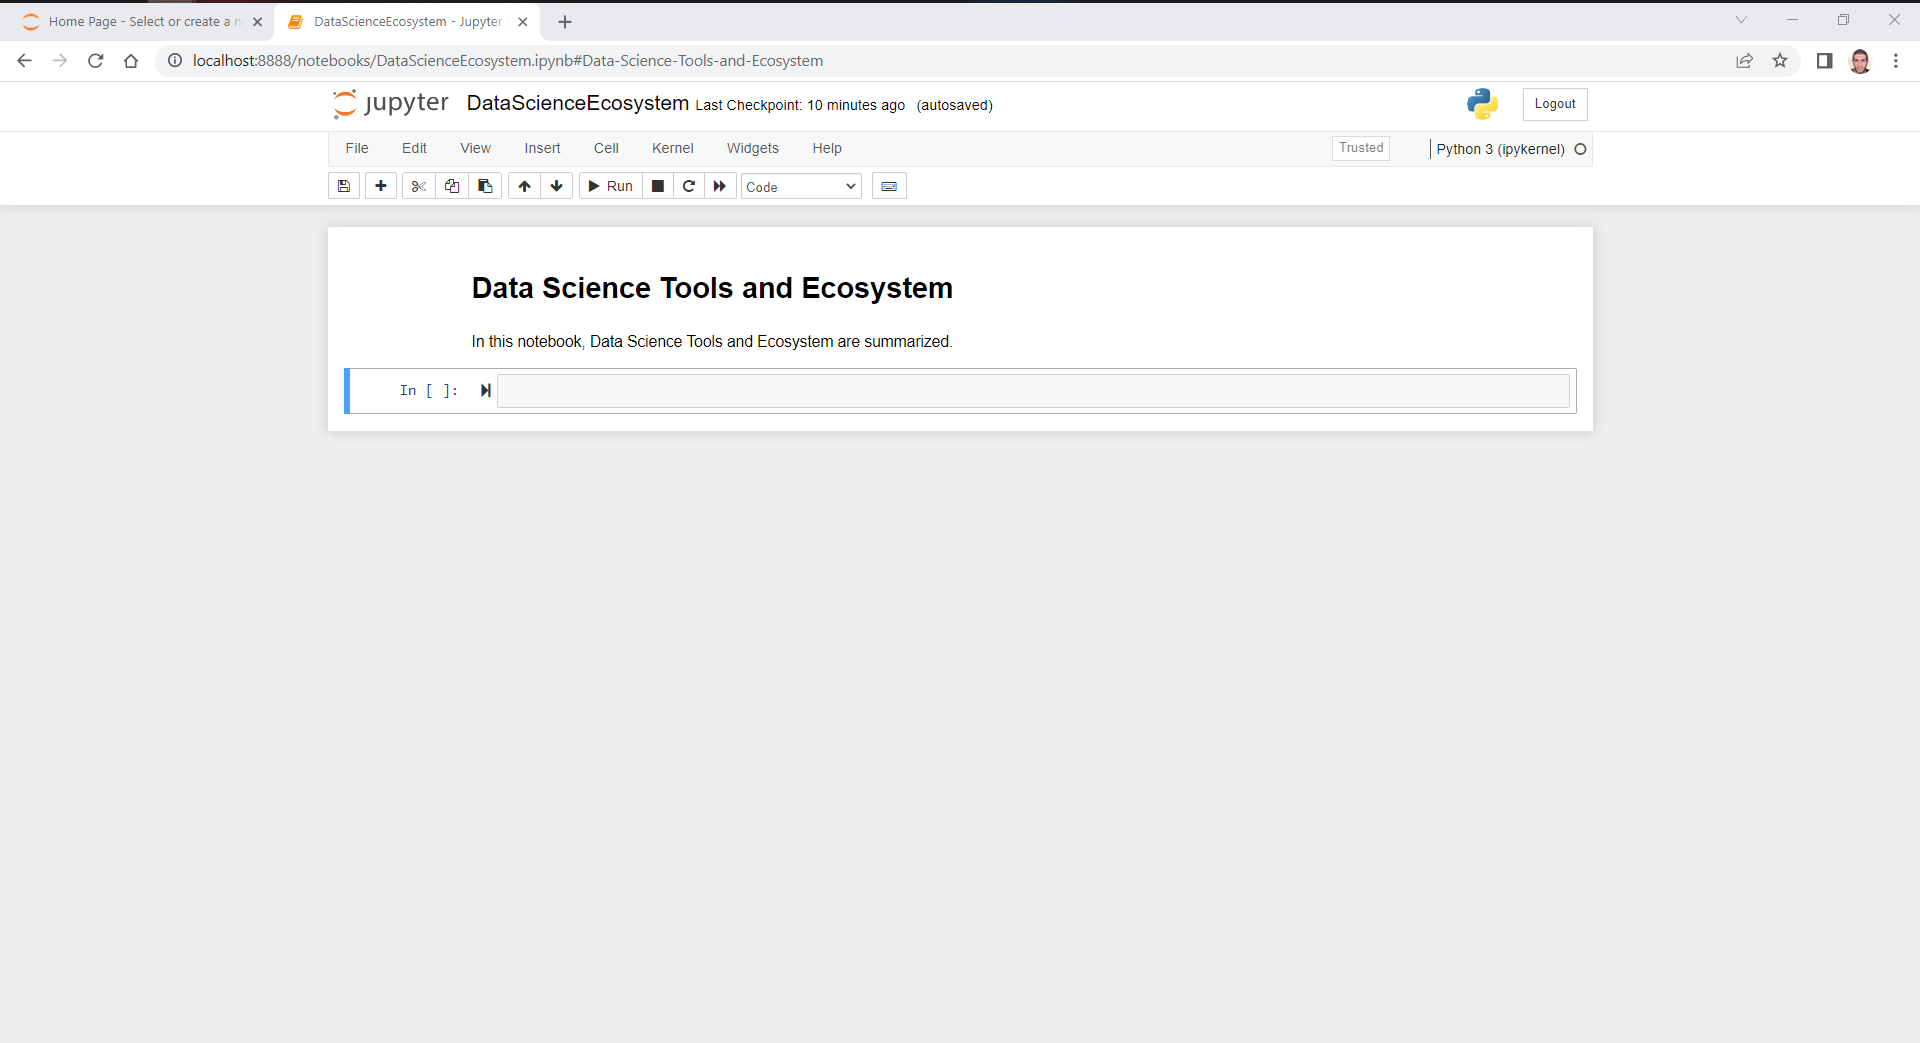 Home Page - Select or create a n
DataScienceEcosystem - Jupyter
localhost:8888/notebooks/DataScienceEcosystem.ipynb#Data-Science-Tools-and-Ecosystem
jupyter DataScienceEcosystem Last Checkpoint: 10 minutes ago (autosaved)
Logout
File Edit View Insert Cell Kernel Widgets Help
Trusted
Python 3 (ipykernel)
Run
Code
Data Science Tools and Ecosystem
In this notebook, Data Science Tools and Ecosystem are summarized.
In [ ]: